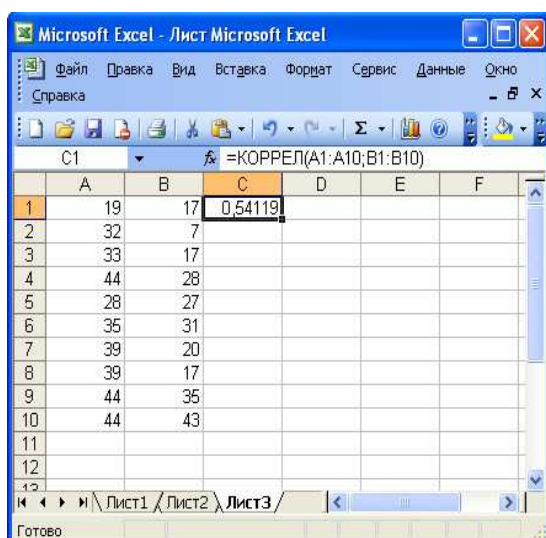 Microsoft Excel - Лист Microsoft Excel
Файл Правка Вид Вставка Формат Сервис Данные Окно
Справка
C1 fx =КОРРЕЛ(A1:A10;B1:B10)
A B C D E F
1 19 17 0,54119
2 32 7
3 33 17
4 44 28
5 28 27
6 35 31
7 39 20
8 39 17
9 44 35
10 44 43
11
12
13
Лист1 Лист2 Лист3
Готово